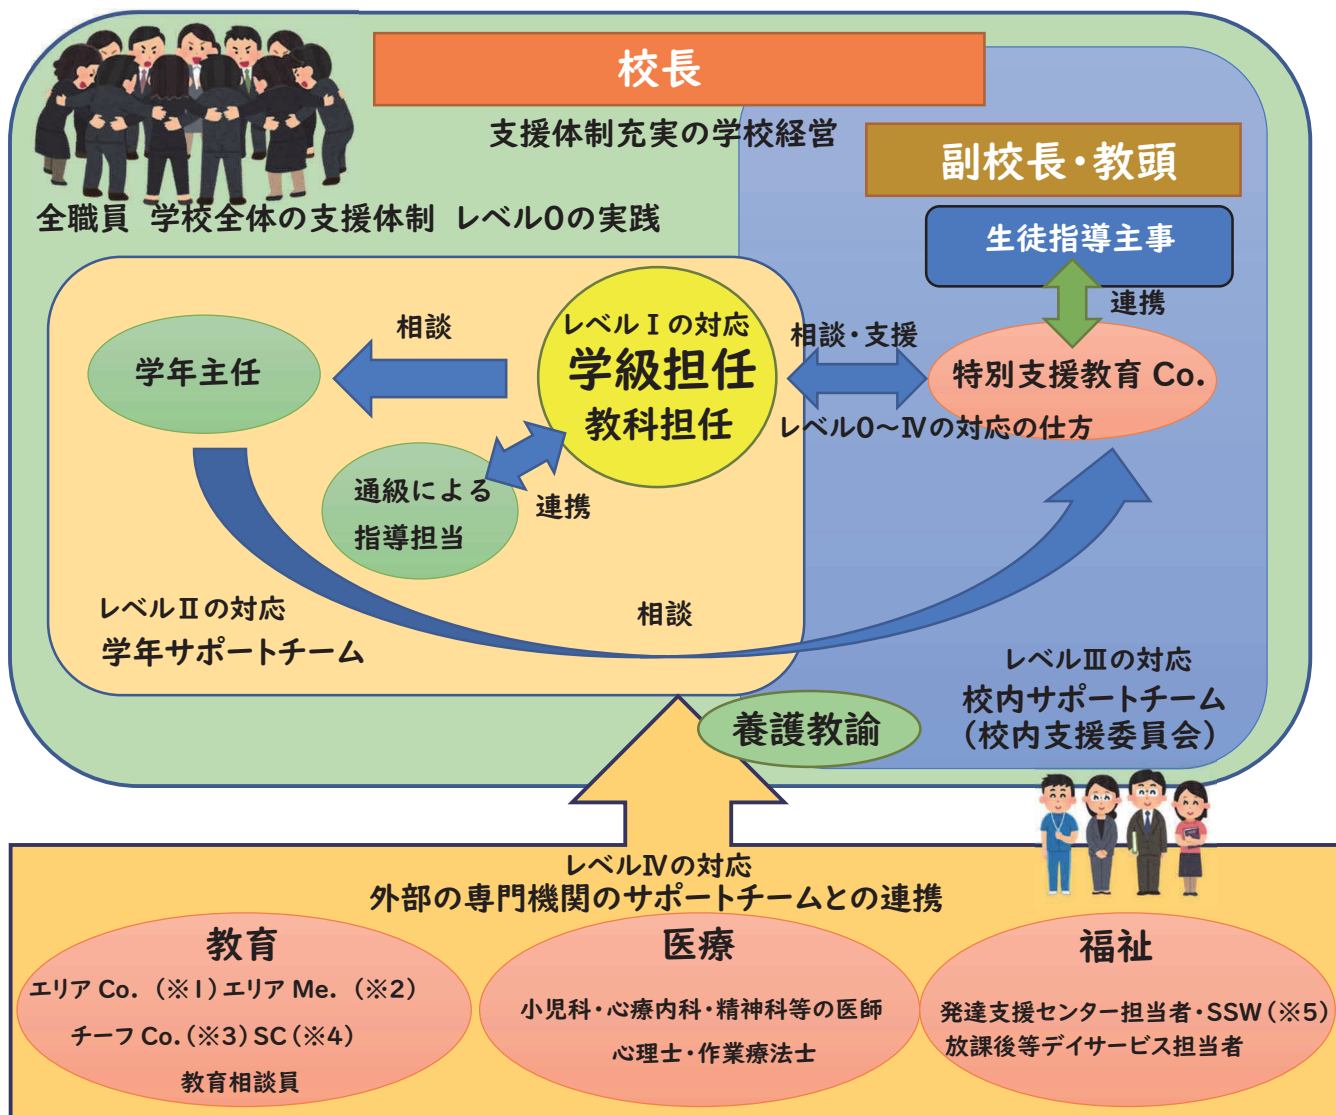 校長
支援体制充実の学校経営
副校長・教頭
全職員 学校全体の支援体制 レベル0の実践
生徒指導主事
連携
相談
レベルⅠの対応
学級担任
教科担任
相談・支援
学年主任
特別支援教育 Co.
レベル0～Ⅳの対応の仕方
通級による
指導担当
連携
レベルⅡの対応
学年サポートチーム
相談
レベルⅢの対応
校内サポートチーム
（校内支援委員会）
養護教諭
レベルⅣの対応
外部の専門機関のサポートチームとの連携
教育
エリア Co.（※1）エリア Me.（※2）
チーフ Co.（※3）SC（※4）
教育相談員
医療
小児科・心療内科・精神科等の医師
心理士・作業療法士
福祉
発達支援センター担当者・SSW（※5）
放課後等デイサービス担当者